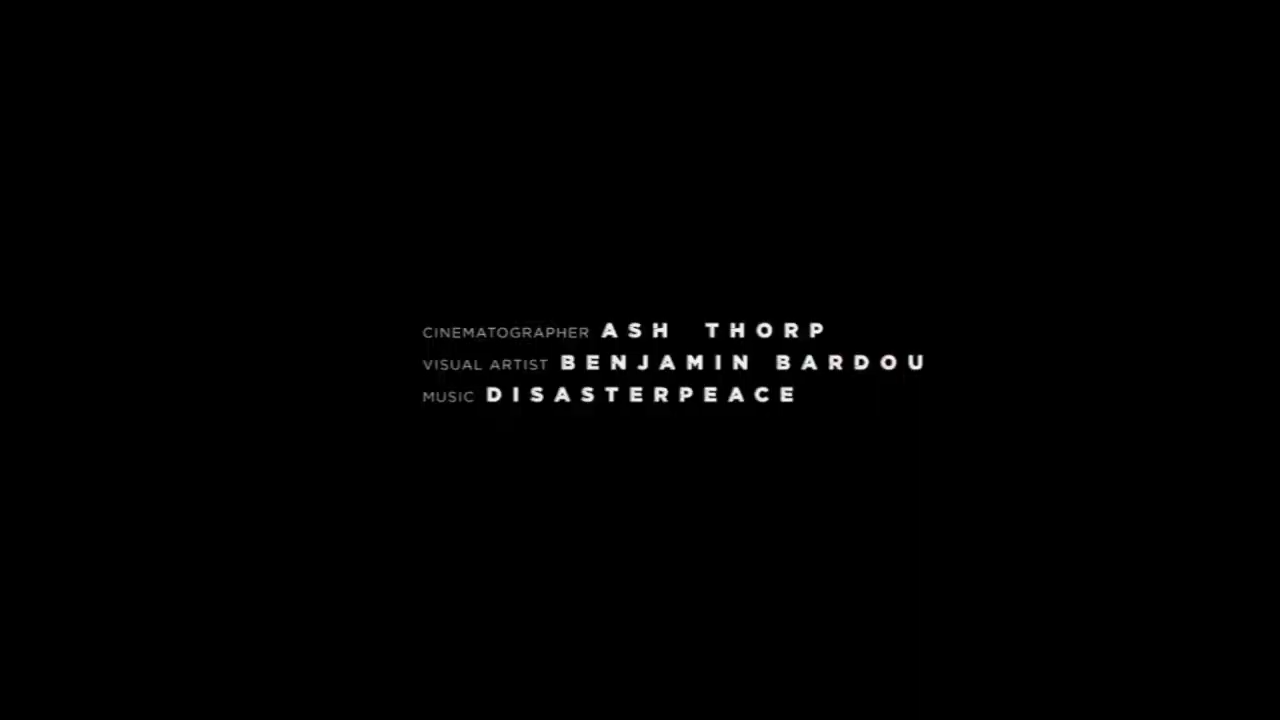 CINEMATOGRAPHER ASH THORP
VISUAL ARTIST BENJAMIN BARDOU
MUSIC DISASTERPEACE